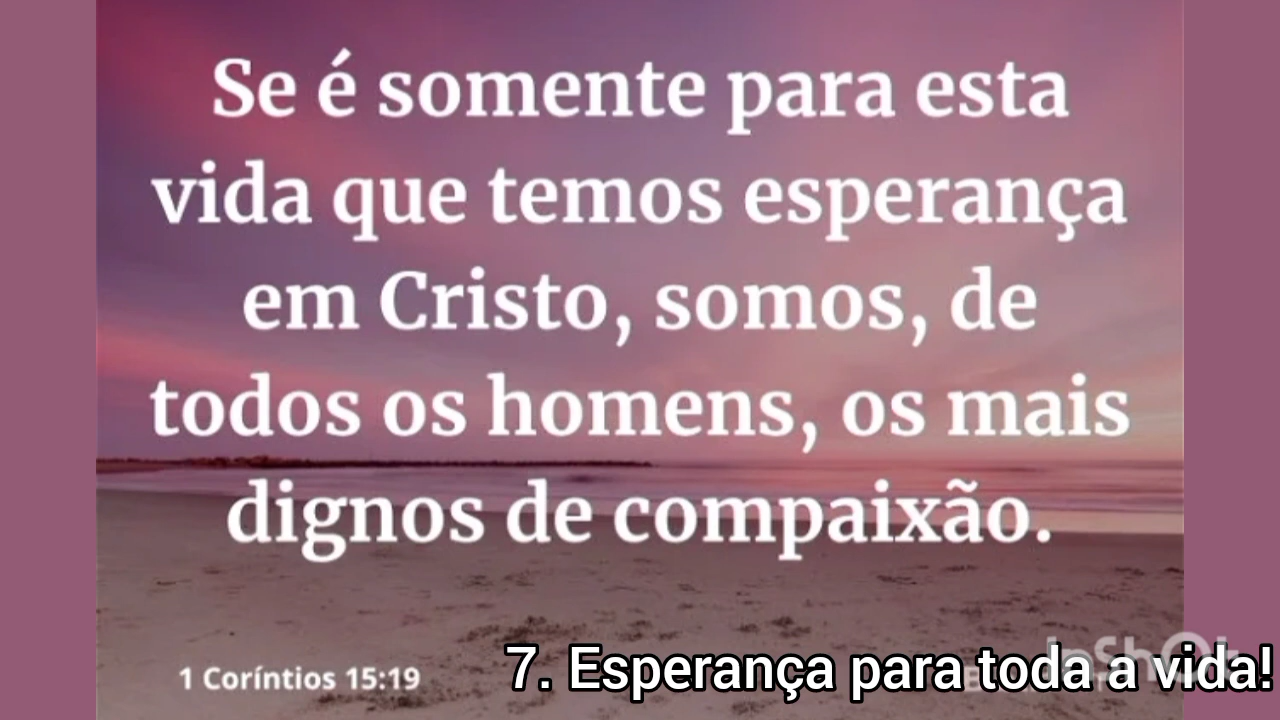 Se é somente para esta
vida que temos esperança
em Cristo, somos, de
todos os homens, os mais
dignos de compaixão.
1 Coríntios 15:19
7. Esperança para toda a vida!
InShOt